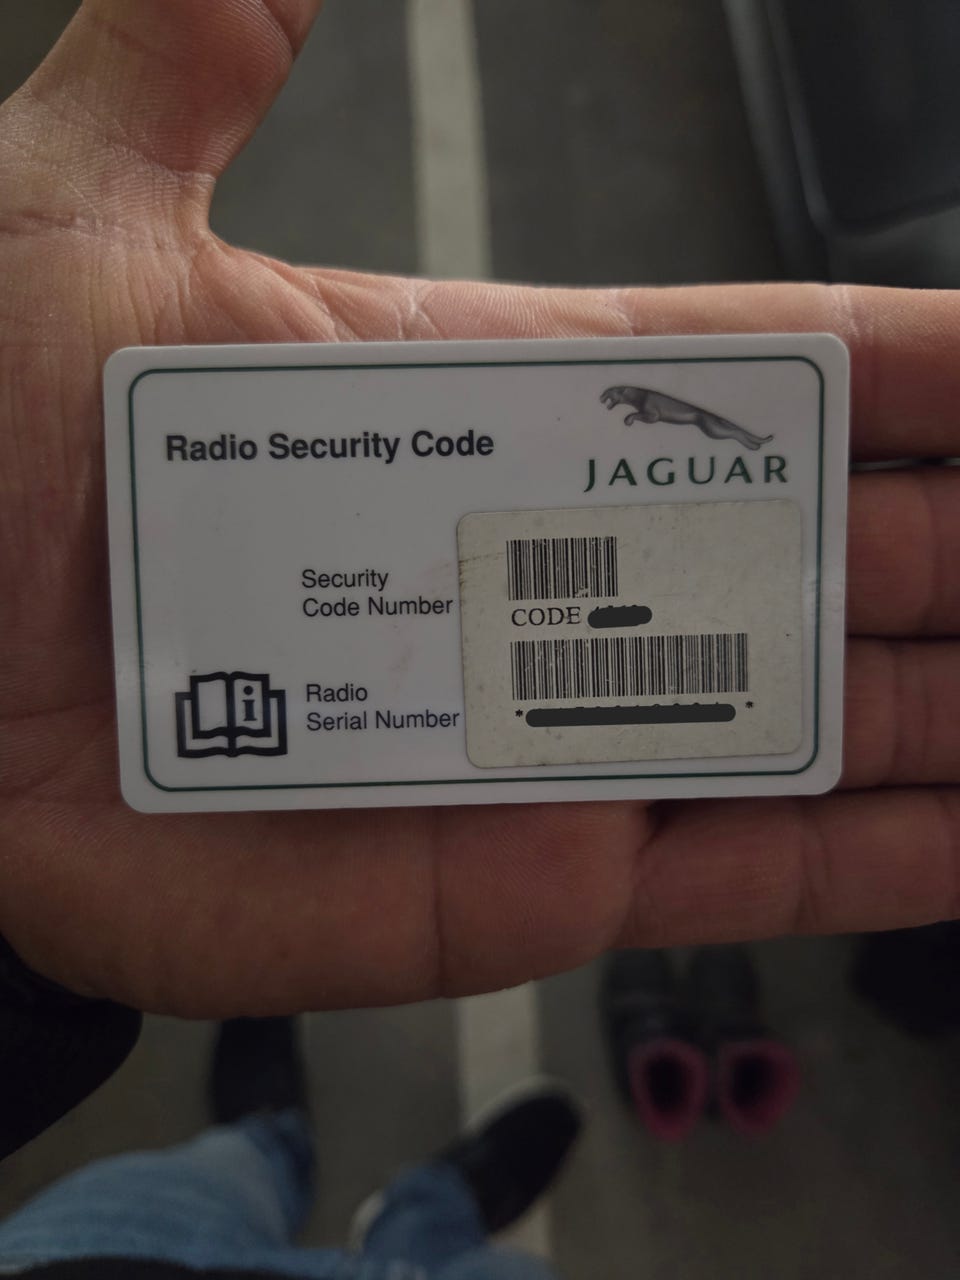 Radio Security Code
JAGUAR
Security
Code Number
CODE
Radio
Serial Number
* *